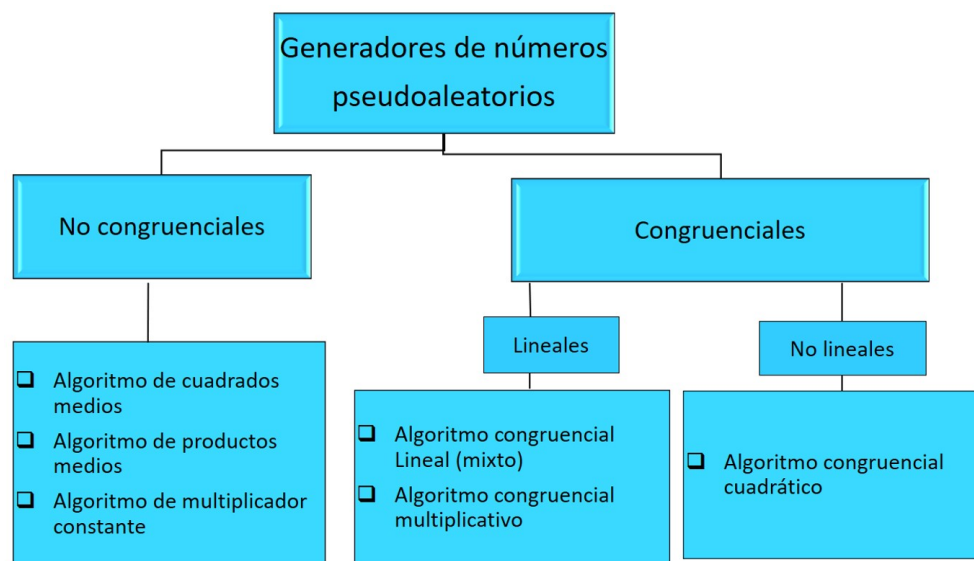 Generadores de números
pseudoaleatorios
No congruenciales
Congruenciales
Lineales
No lineales
❑ Algoritmo de cuadrados
medios
❑ Algoritmo de productos
medios
❑ Algoritmo de multiplicador
constante
❑ Algoritmo congruencial
Lineal (mixto)
❑ Algoritmo congruencial
multiplicativo
❑ Algoritmo congruencial
cuadrático